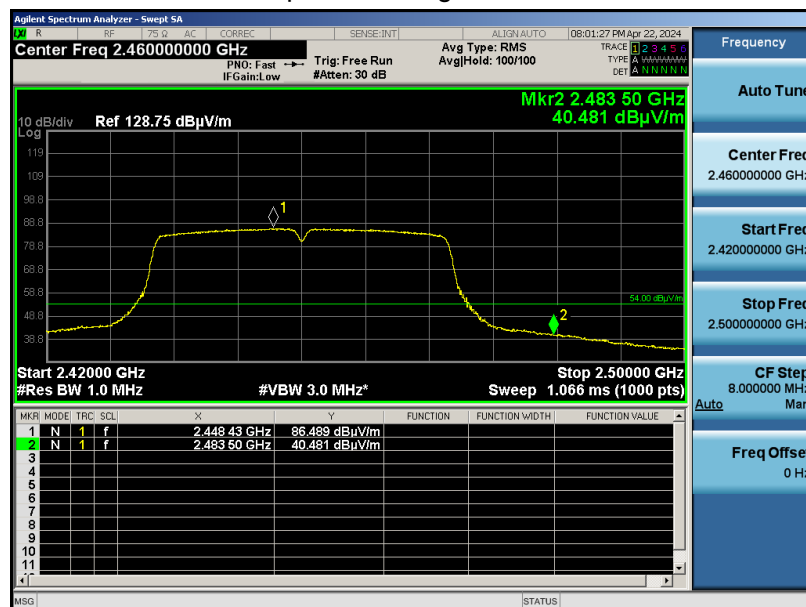 Agilent Spectrum Analyzer - Swept SA
LXI R RF 75 Ω AC CORREC SENSE:INT ALIGN AUTO 08:01:27 PM Apr 22, 2024
Center Freq 2.460000000 GHz
PNO: Fast
IFGain:Low
Trig: Free Run
#Atten: 30 dB
Avg Type: RMS
Avg|Hold: 100/100
TRACE 1 2 3 4 5 6
TYPE A WWWWW
DET A N N N N N
Mkr2 2.483 50 GHz
40.481 dBµV/m
10 dB/div Ref 128.75 dBµV/m
Log
119
109
98.8
88.8
78.8
68.8
58.8
48.8
38.8
1
54.00 dBµV/m
2
Start 2.42000 GHz Stop 2.50000 GHz
#Res BW 1.0 MHz #VBW 3.0 MHz* Sweep 1.066 ms (1000 pts)
MKR MODE TRC SCL X Y FUNCTION FUNCTION WIDTH FUNCTION VALUE
1 N 1 f 2.448 43 GHz 86.489 dBµV/m
2 N 1 f 2.483 50 GHz 40.481 dBµV/m
3
4
5
6
7
8
9
10
11
MSG STATUS
Frequency
Auto Tune
Center Freq
2.460000000 GHz
Start Freq
2.420000000 GHz
Stop Freq
2.500000000 GHz
CF Step
8.000000 MHz
Auto Man
Freq Offset
0 Hz